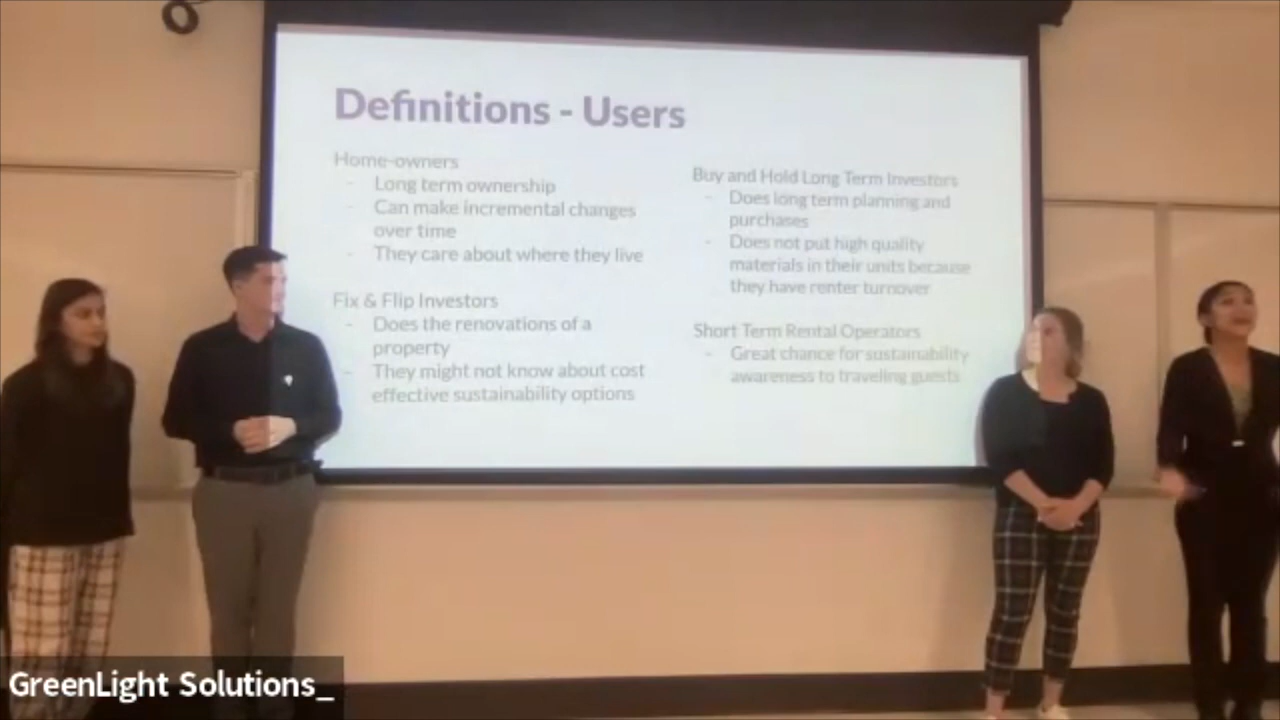 Definitions - Users
Home-owners
- Long term ownership
- Can make incremental changes
over time
- They care about where they live
Fix & Flip Investors
- Does the renovations of a
property
- They might not know about cost
effective sustainability options
Buy and Hold Long Term Investors
- Does long term planning and
purchases
- Does not put high quality
materials in their units because
they have renter turnover
Short Term Rental Operators
- Great chance for sustainability
awareness to traveling guests
GreenLight Solutions_